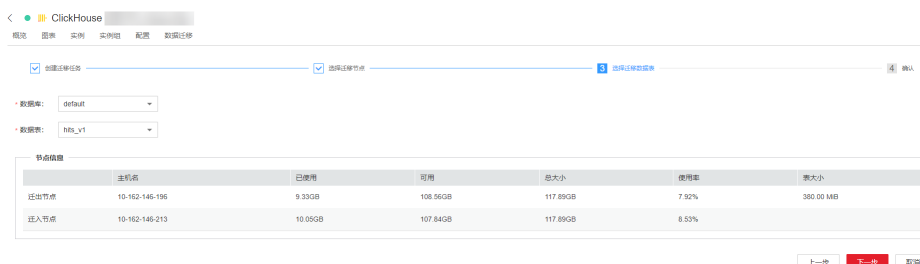 ClickHouse
概览 图表 实例 实例组 配置 数据迁移
创建迁移任务 选择迁移节点 3 选择迁移数据表 4 确认
* 数据库: default
* 数据表: hits_v1
节点信息
主机名 已使用 可用 总大小 使用率 表大小
迁出节点 10-162-146-196 9.33GB 108.56GB 117.89GB 7.92% 380.00 MiB
迁入节点 10-162-146-213 10.05GB 107.84GB 117.89GB 8.53%
上一步 下一步 取消